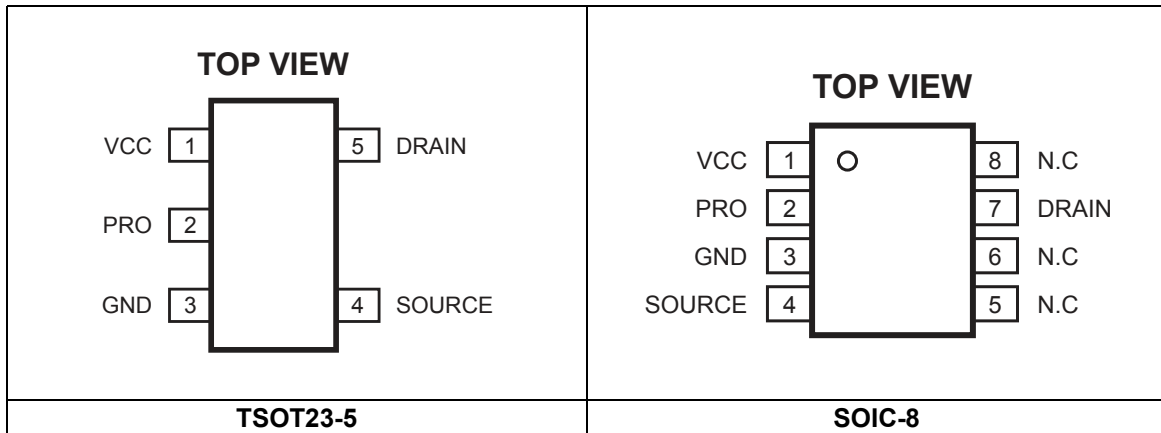 TOP VIEW
VCC 1 5 DRAIN
PRO 2
GND 3 4 SOURCE
TSOT23-5
TOP VIEW
VCC 1 8 N.C
PRO 2 7 DRAIN
GND 3 6 N.C
SOURCE 4 5 N.C
SOIC-8